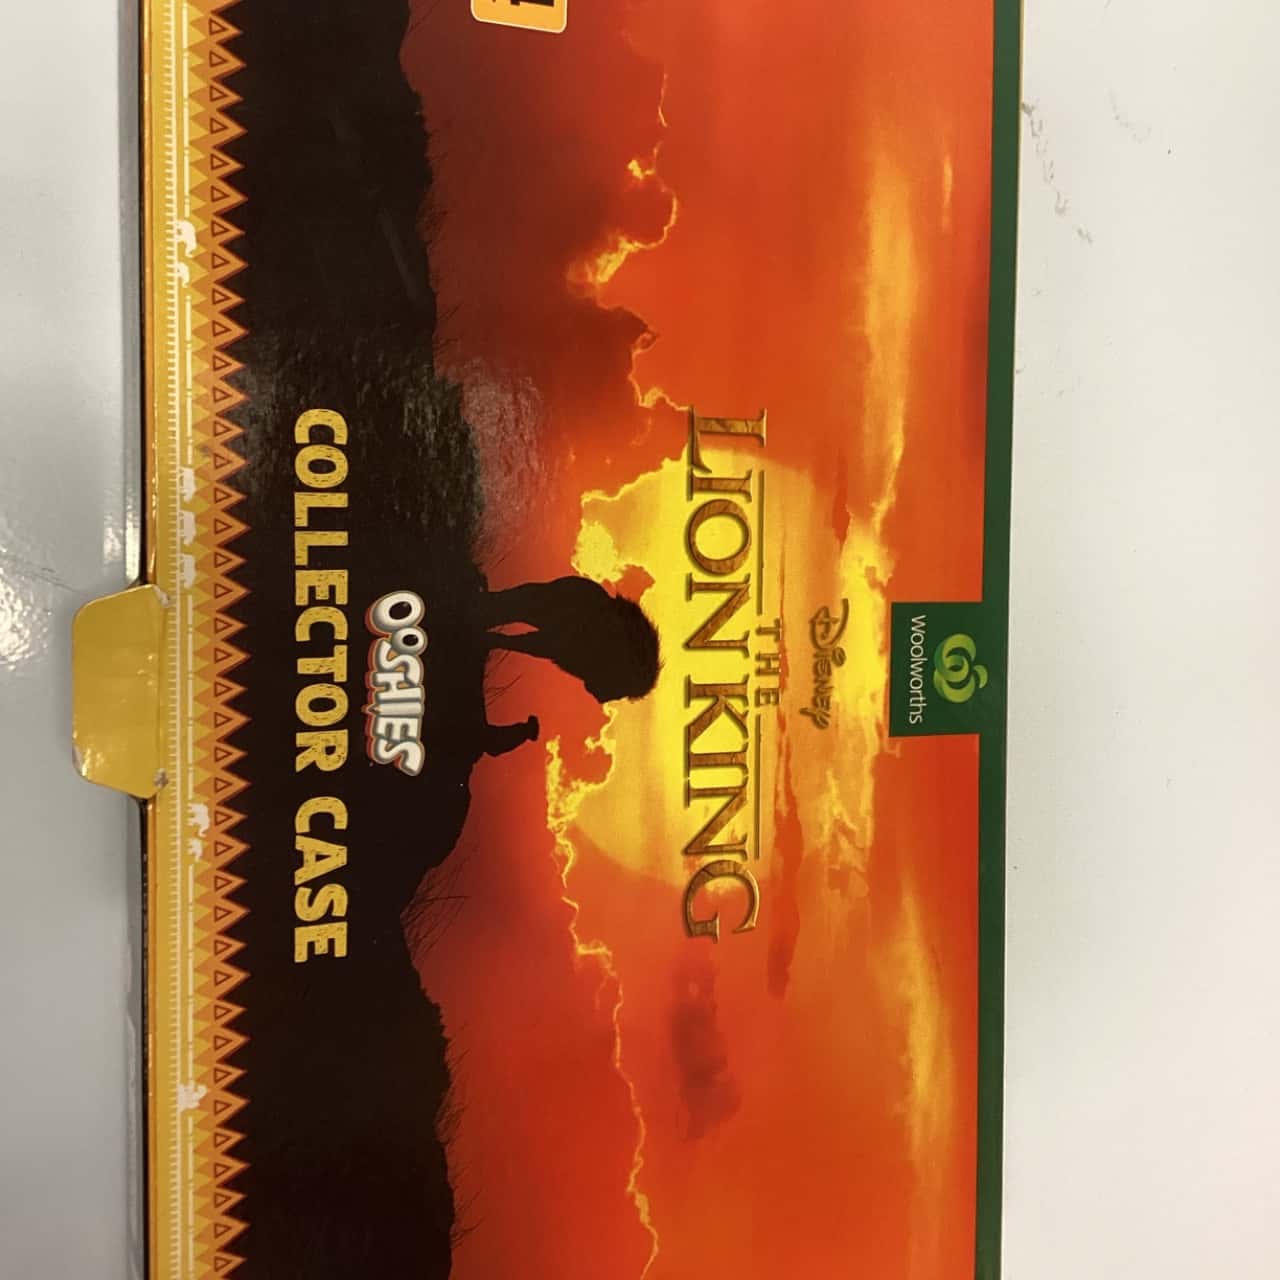 Woolworths
Disney
THE
LION KING
OOSHIES
COLLECTOR CASE